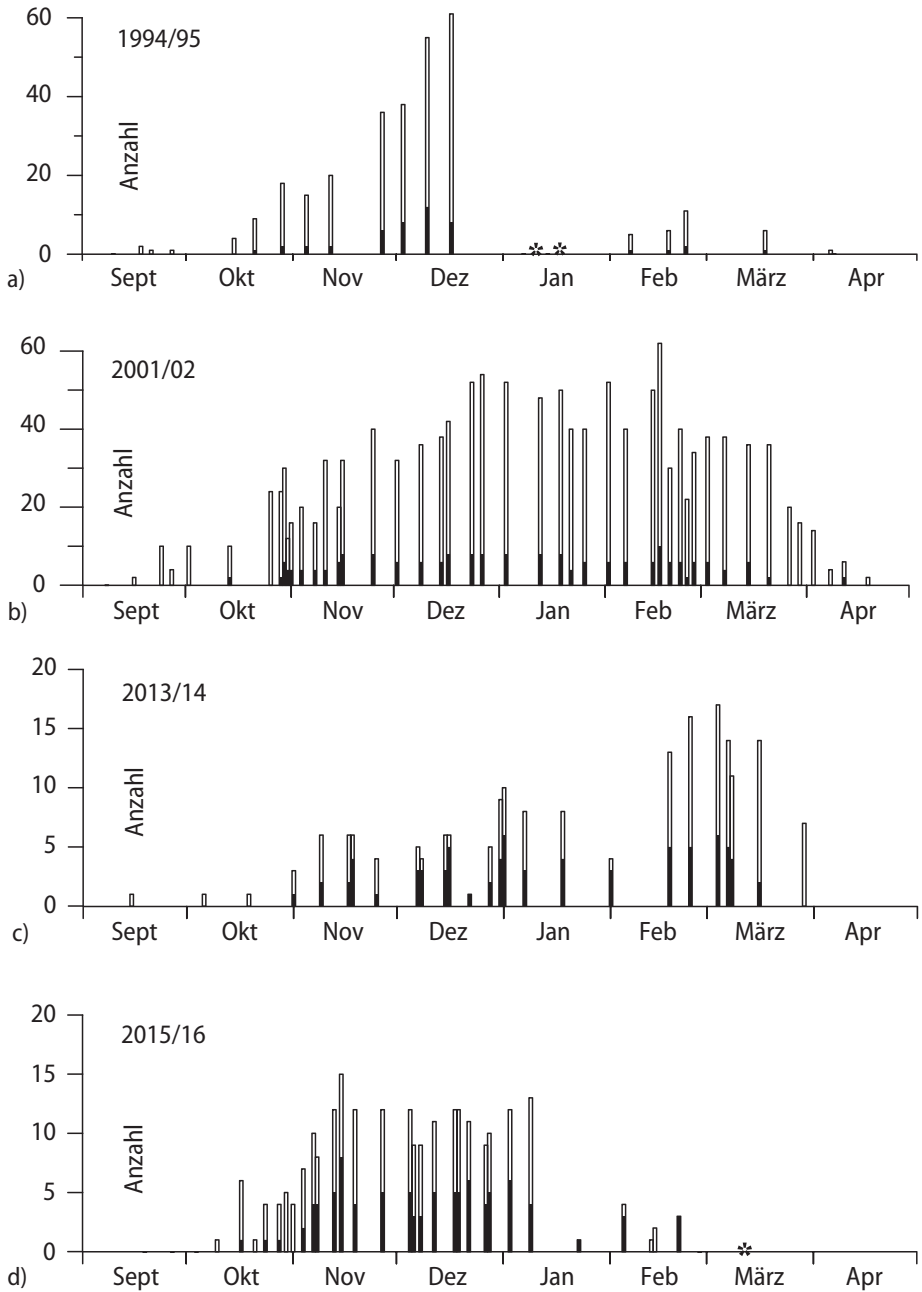 60
1994/95
40
Anzahl
20
0
Sept Okt Nov Dez Jan Feb März Apr
a)
60
2001/02
40
Anzahl
20
0
Sept Okt Nov Dez Jan Feb März Apr
b)
20
2013/14
15
10
Anzahl
5
0
Sept Okt Nov Dez Jan Feb März Apr
c)
20
2015/16
15
10
Anzahl
5
0
Sept Okt Nov Dez Jan Feb März Apr
d)